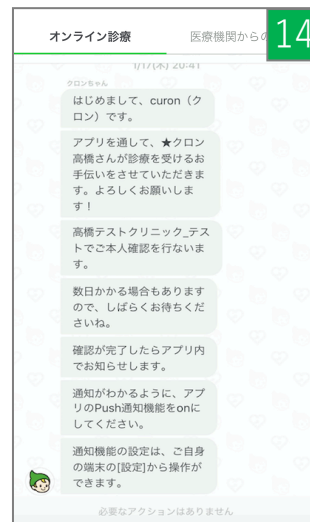 オンライン診療
医療機関からの
14
1/17(木) 20:41
クロンちゃん
はじめまして、curon（ク
ロン）です。
アプリを通して、★クロン
高橋さんが診療を受けるお
手伝いをさせていただきま
す。よろしくお願いしま
す！
高橋テストクリニック_テス
トでご本人確認を行ないま
す。
数日かかる場合もあります
ので、しばらくお待ちくだ
さいね。
確認が完了したらアプリ内
でお知らせします。
通知がわかるように、アプ
リのPush通知機能をonに
してください。
通知機能の設定は、ご自身
の端末の[設定]から操作が
できます。
必要なアクションはありません